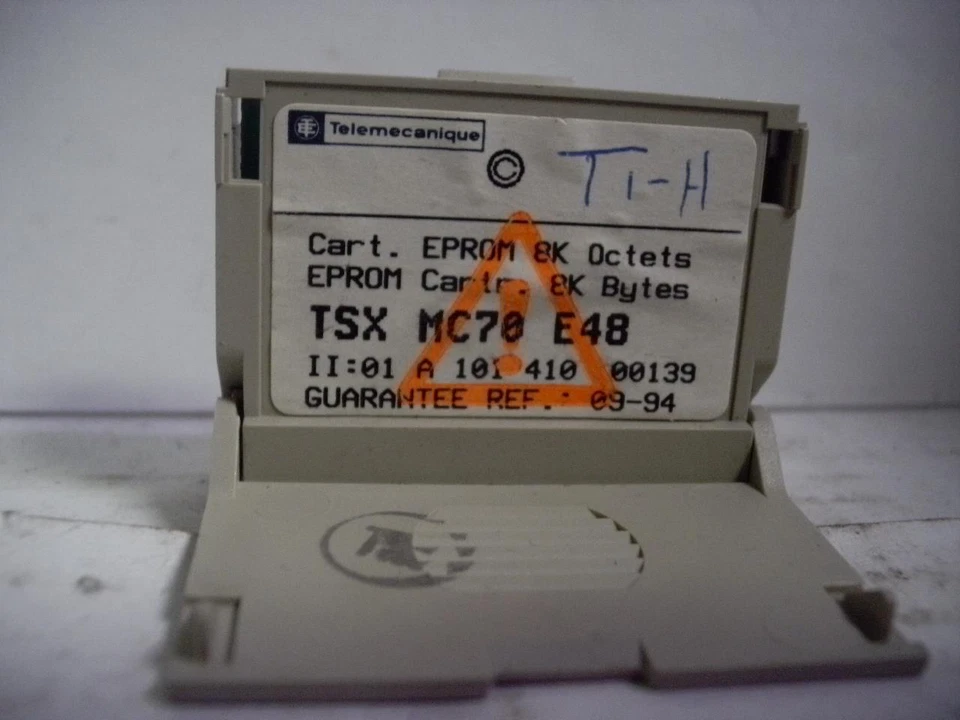 Telemecanique
©
Ti-H
Cart. EPROM 8K Octets
EPROM Cartr. 8K Bytes
TSX MC70 E48
II:01 A 101 410 00139
GUARANTEE REF.: 09-94